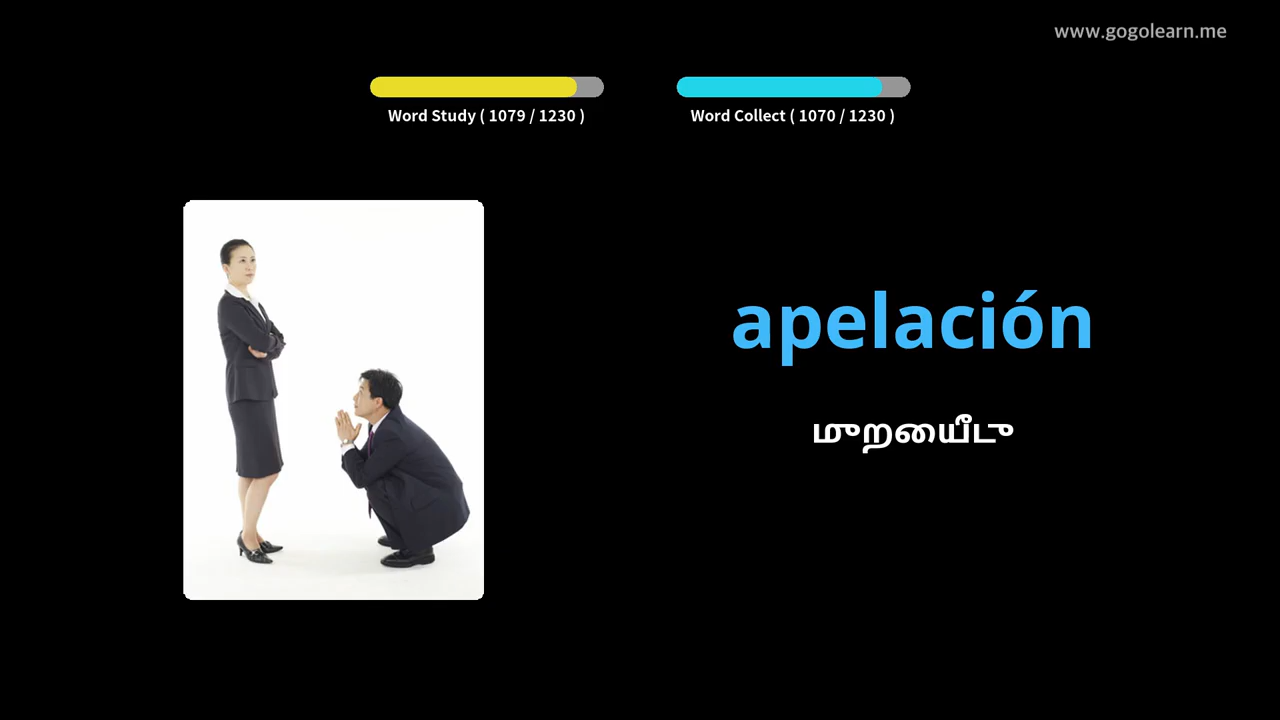 www.gogolearn.me
Word Study ( 1079 / 1230 )
Word Collect ( 1070 / 1230 )
apelación
முறையீடு